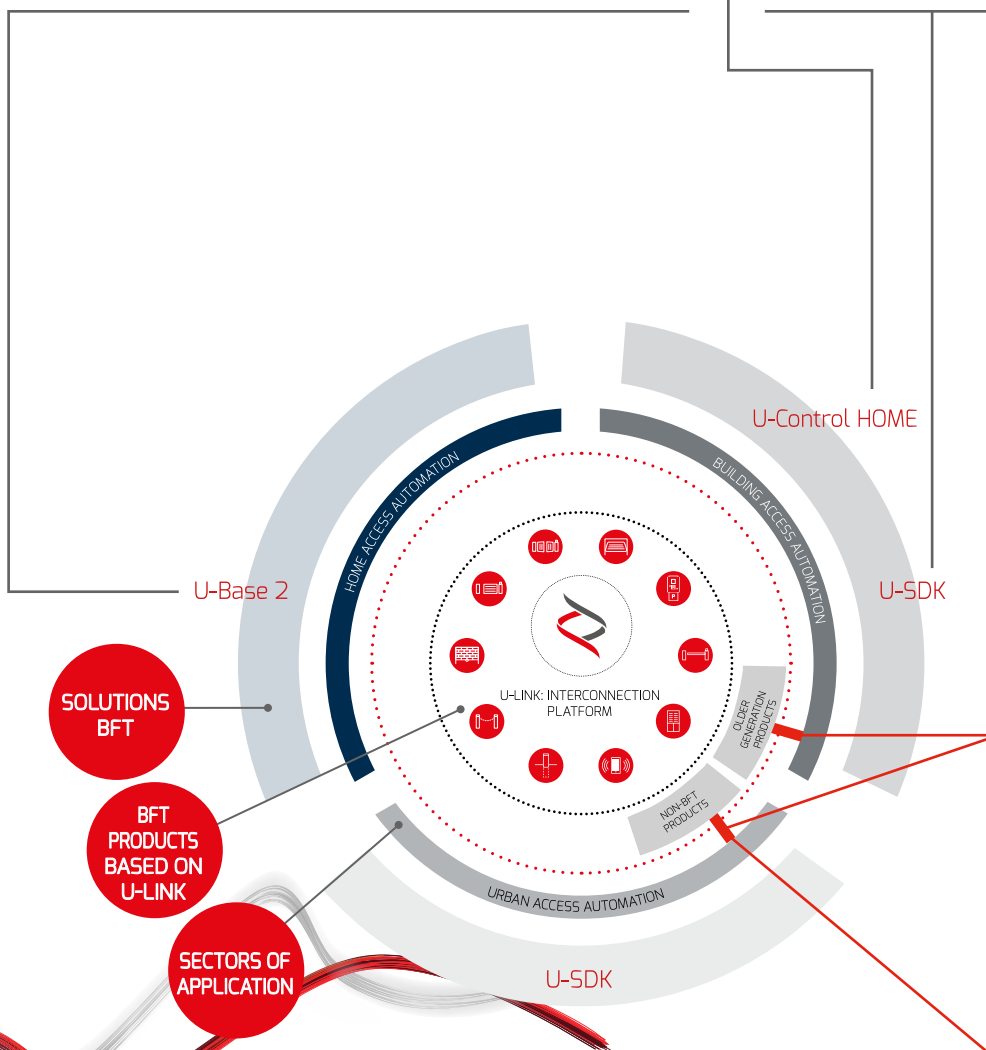 U-Control HOME
HOME ACCESS AUTOMATION
BUILDING ACCESS AUTOMATION
U-Base 2
U-SDK
P
U-LINK: INTERCONNECTION
PLATFORM
SOLUTIONS
BFT
OLDER
GENERATION
PRODUCTS
NON-BFT
PRODUCTS
BFT
PRODUCTS
BASED ON
U-LINK
URBAN ACCESS AUTOMATION
SECTORS OF
APPLICATION
U-SDK